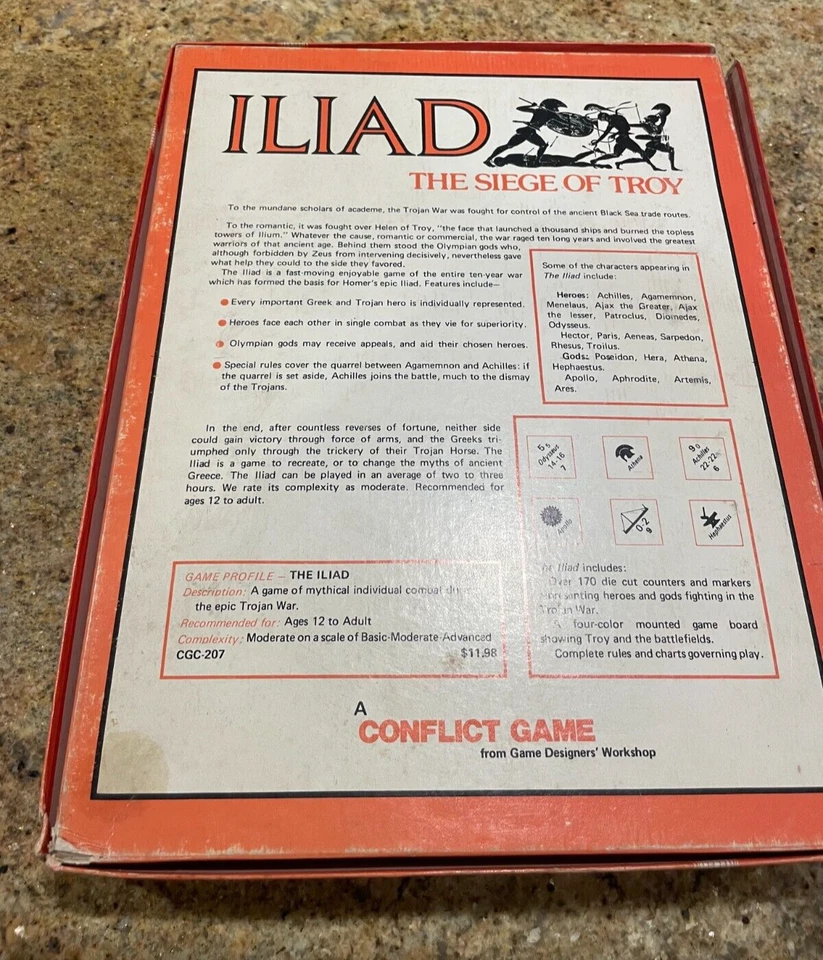 ILIAD
THE SIEGE OF TROY
To the mundane scholars of academe, the Trojan War was fought for control of the ancient Black Sea trade routes.
To the romantic, it was fought over Helen of Troy, "the face that launched a thousand ships and burned the topless
towers of Ilium." Whatever the cause, romantic or commercial, the war raged ten long years and involved the greatest
warriors of that ancient age. Behind them stood the Olympian gods who,
although forbidden by Zeus from intervening decisively, nevertheless gave
what help they could to the side they favored.
The Iliad is a fast-moving enjoyable game of the entire ten-year war
which has formed the basis for Homer's epic Iliad. Features include—
Every important Greek and Trojan hero is individually represented.
Heroes face each other in single combat as they vie for superiority.
Olympian gods may receive appeals, and aid their chosen heroes.
Special rules cover the quarrel between Agamemnon and Achilles: if
the quarrel is set aside, Achilles joins the battle, much to the dismay
of the Trojans.
Some of the characters appearing in
The Iliad include:
Heroes: Achilles, Agamemnon,
Menelaus, Ajax the Greater, Ajax
the lesser, Patroclus, Diomedes,
Odysseus.
Hector, Paris, Aeneas, Sarpedon,
Rhesus, Troilus.
Gods: Poseidon, Hera, Athena,
Hephaestus.
Apollo, Aphrodite, Artemis,
Ares.
In the end, after countless reverses of fortune, neither side
could gain victory through force of arms, and the Greeks tri-
umphed only through the trickery of their Trojan Horse. The
Iliad is a game to recreate, or to change the myths of ancient
Greece. The Iliad can be played in an average of two to three
hours. We rate its complexity as moderate. Recommended for
ages 12 to adult.
5 5
Odysseus
14-16
7
Athena
9 0
Achilles
22-22
6
Apollo
0-2
9
Hephaestus
Iliad includes:
Over 170 die cut counters and markers
representing heroes and gods fighting in the
Trojan War.
A four-color mounted game board
showing Troy and the battlefields.
Complete rules and charts governing play.
GAME PROFILE – THE ILIAD
Description: A game of mythical individual combat
the epic Trojan War.
Recommended for: Ages 12 to Adult
Complexity: Moderate on a scale of Basic-Moderate-Advanced
CGC-207 $11.98
A
CONFLICT GAME
from Game Designers' Workshop